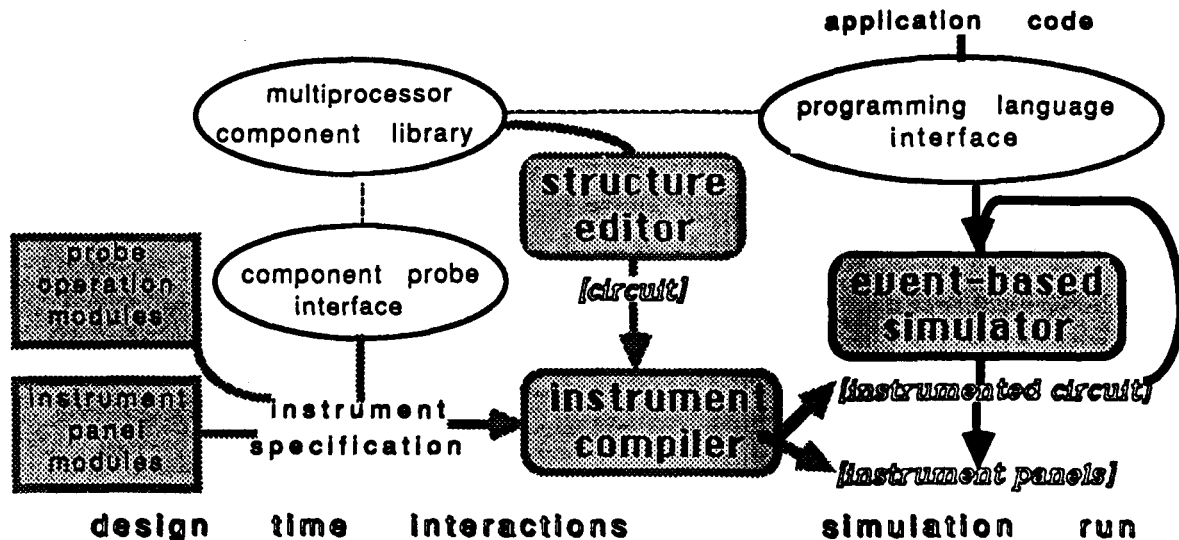 application code
multiprocessor
component library
programming language
interface
structure
editor
probe
operation
modules
component probe
interface
[circuit]
event-based
simulator
instrument
panel
modules
instrument
specification
instrument
compiler
[instrumented circuit]
[instrument panels]
design time interactions
simulation run